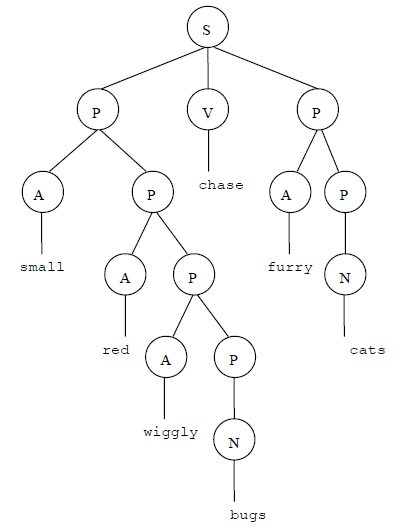 S
P V P
A P chase A P
small A P furry N
red A P cats
wiggly N
bugs